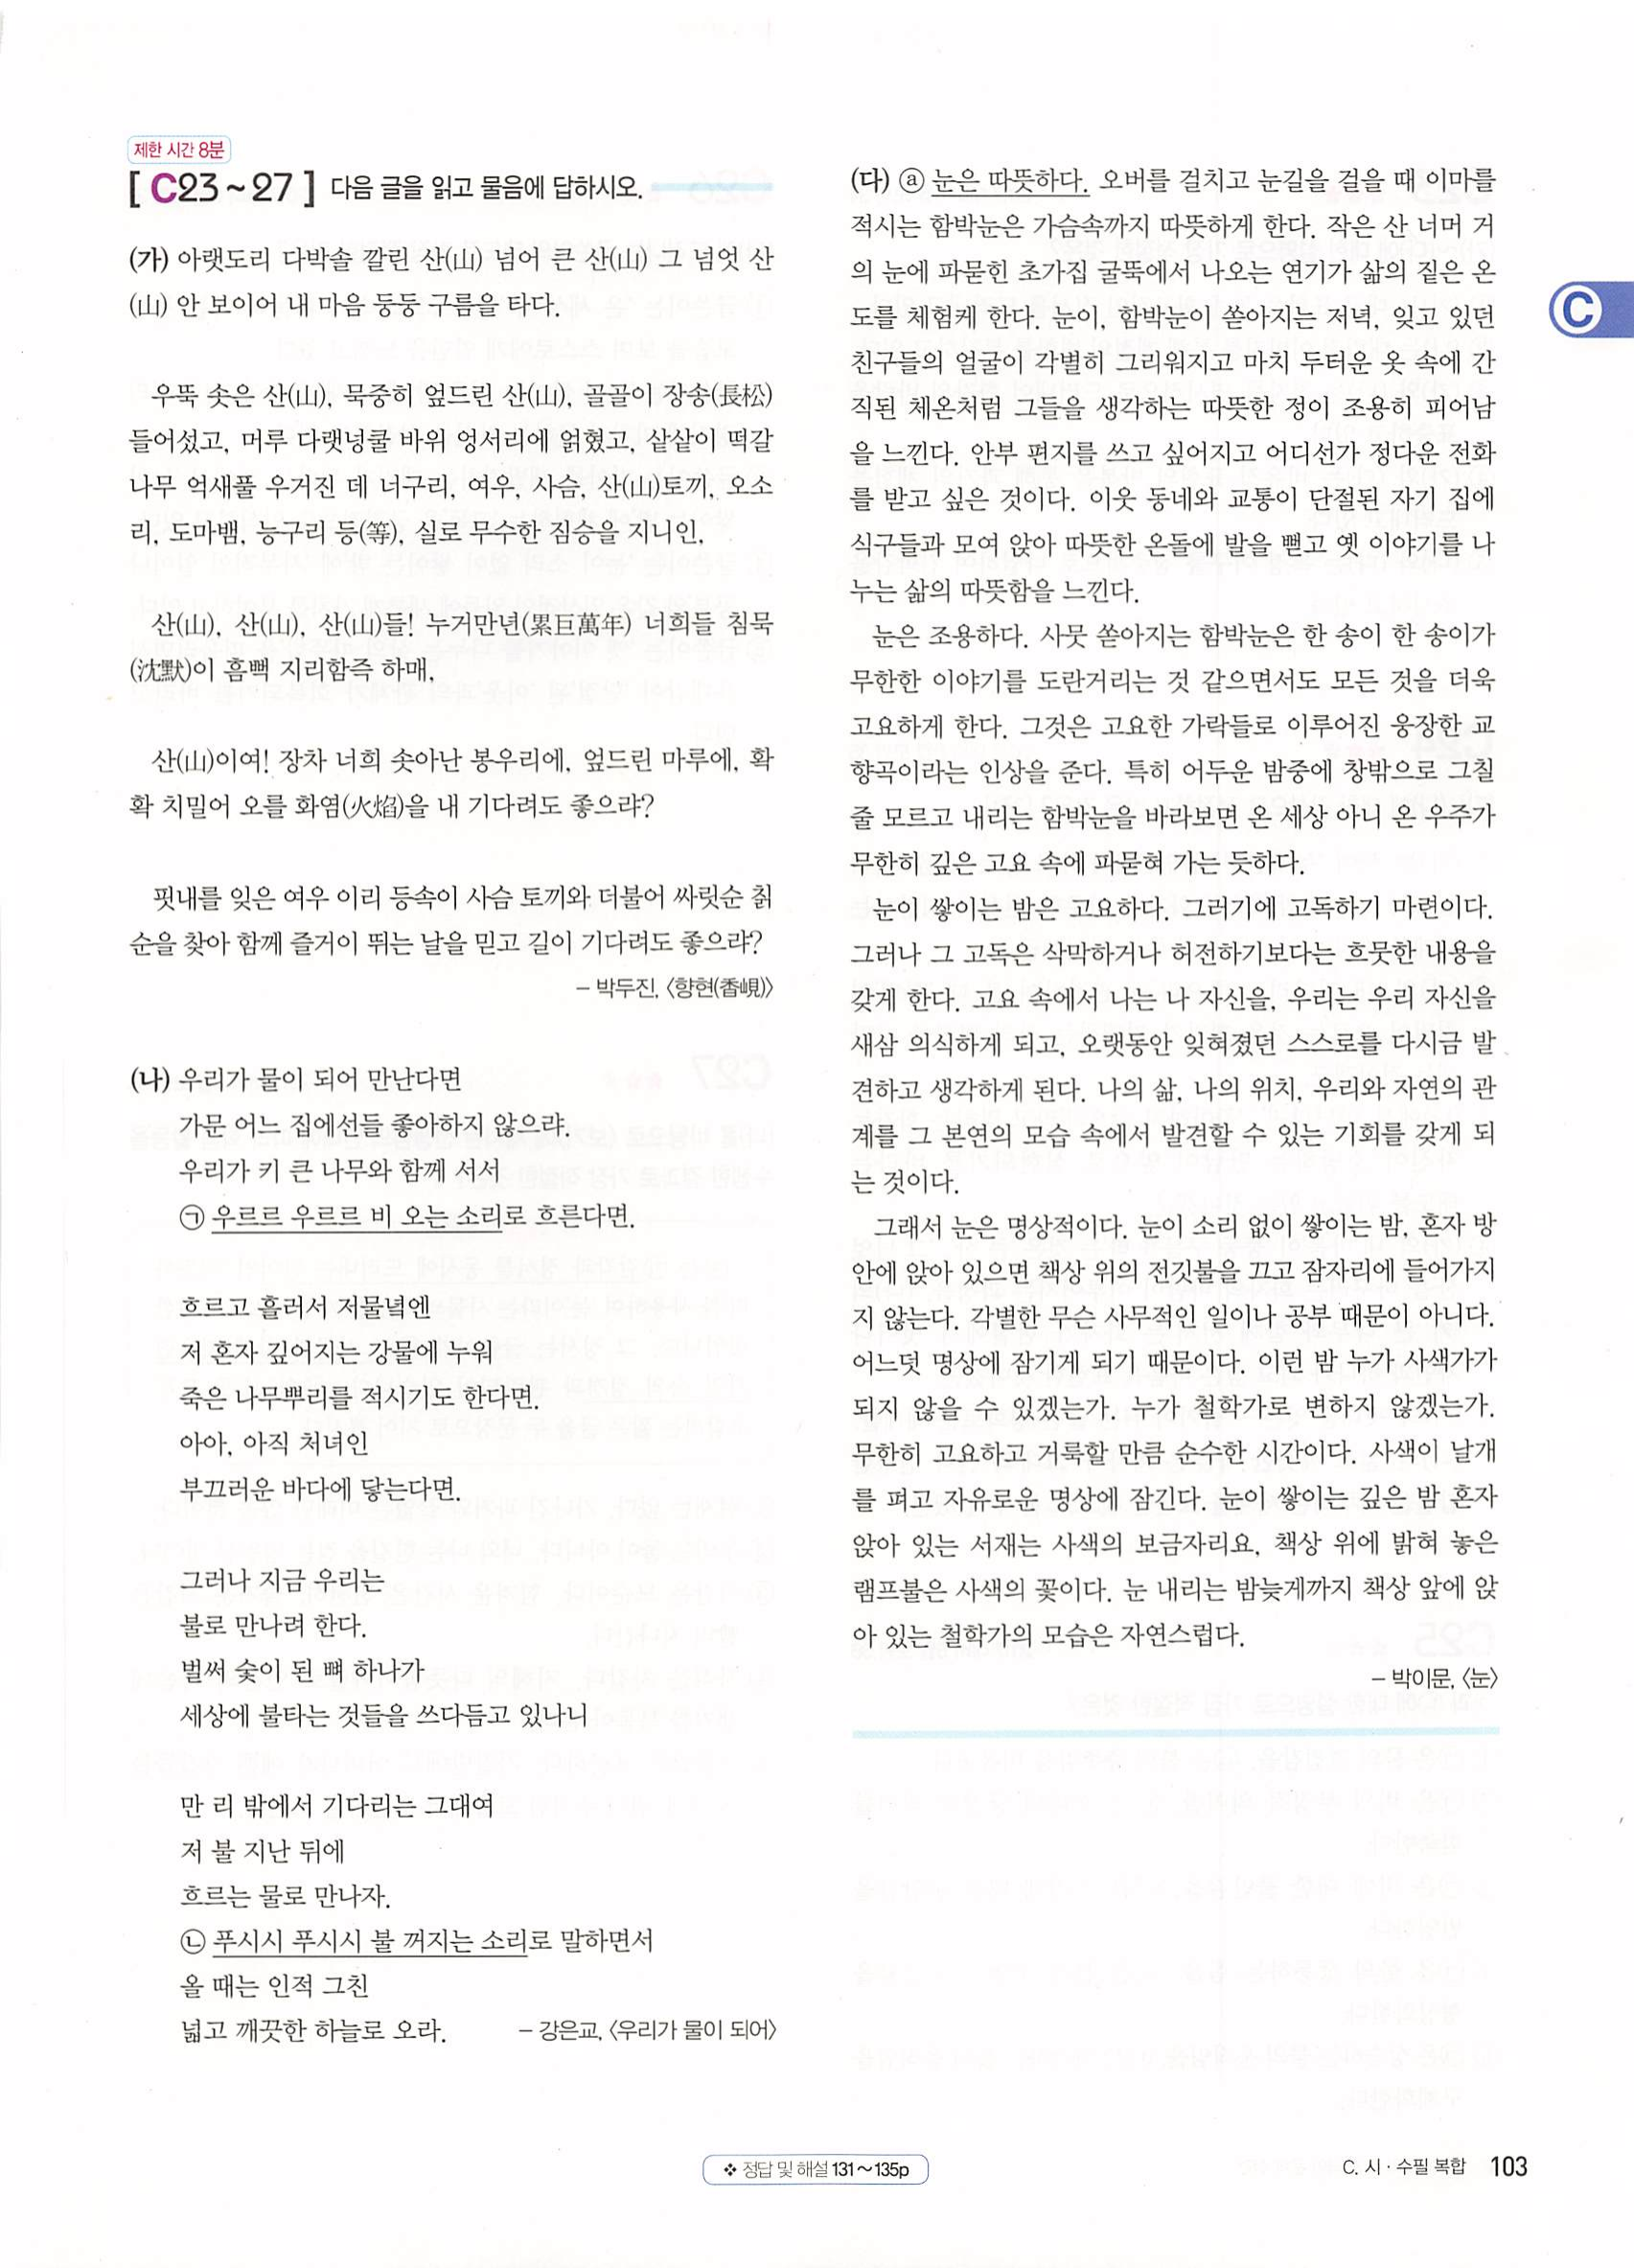 제한 시간 8분
[ C23~27 ] 다음 글을 읽고 물음에 답하시오.
(가) 아랫도리 다박솔 깔린 산(山) 넘어 큰 산(山) 그 넘엇 산
(山) 안 보이어 내 마음 둥둥 구름을 타다.
우뚝 솟은 산(山), 묵중히 엎드린 산(山), 골골이 장송(長松)
들어섰고, 머루 다랫넝쿨 바위 엉서리에 얽혔고, 샅샅이 떡갈
나무 억새풀 우거진 데 너구리, 여우, 사슴, 산(山)토끼, 오소
리, 도마뱀, 능구리 등(等), 실로 무수한 짐승을 지니인,
산(山), 산(山), 산(山)들! 누거만년(累巨萬年) 너희들 침묵
(沈默)이 흠뻑 지리함즉 하매,
산(山)이여! 장차 너희 솟아난 봉우리에, 엎드린 마루에, 확
확 치밀어 오를 화염(火焰)을 내 기다려도 좋으랴?
핏내를 잊은 여우 이리 등속이 사슴 토끼와 더불어 싸릿순 칡
순을 찾아 함께 즐거이 뛰는 날을 믿고 길이 기다려도 좋으랴?
- 박두진, 〈향현(香峴)〉
(나) 우리가 물이 되어 만난다면
가문 어느 집에선들 좋아하지 않으랴.
우리가 키 큰 나무와 함께 서서
㉠ 우르르 우르르 비 오는 소리로 흐른다면.
흐르고 흘러서 저물녘엔
저 혼자 깊어지는 강물에 누워
죽은 나무뿌리를 적시기도 한다면.
아아, 아직 처녀인
부끄러운 바다에 닿는다면.
그러나 지금 우리는
불로 만나려 한다.
벌써 숯이 된 뼈 하나가
세상에 불타는 것들을 쓰다듬고 있나니
만 리 밖에서 기다리는 그대여
저 불 지난 뒤에
흐르는 물로 만나자.
㉡ 푸시시 푸시시 불 꺼지는 소리로 말하면서
올 때는 인적 그친
넓고 깨끗한 하늘로 오라. - 강은교, 〈우리가 물이 되어〉
(다) ⓐ 눈은 따뜻하다. 오버를 걸치고 눈길을 걸을 때 이마를
적시는 함박눈은 가슴속까지 따뜻하게 한다. 작은 산 너머 거
의 눈에 파묻힌 초가집 굴뚝에서 나오는 연기가 삶의 짙은 온
도를 체험케 한다. 눈이, 함박눈이 쏟아지는 저녁, 잊고 있던
친구들의 얼굴이 각별히 그리워지고 마치 두터운 옷 속에 간
직된 체온처럼 그들을 생각하는 따뜻한 정이 조용히 피어남
을 느낀다. 안부 편지를 쓰고 싶어지고 어디선가 정다운 전화
를 받고 싶은 것이다. 이웃 동네와 교통이 단절된 자기 집에
식구들과 모여 앉아 따뜻한 온돌에 발을 뻗고 옛 이야기를 나
누는 삶의 따뜻함을 느낀다.
눈은 조용하다. 사뭇 쏟아지는 함박눈은 한 송이 한 송이가
무한한 이야기를 도란거리는 것 같으면서도 모든 것을 더욱
고요하게 한다. 그것은 고요한 가락들로 이루어진 웅장한 교
향곡이라는 인상을 준다. 특히 어두운 밤중에 창밖으로 그칠
줄 모르고 내리는 함박눈을 바라보면 온 세상 아니 온 우주가
무한히 깊은 고요 속에 파묻혀 가는 듯하다.
눈이 쌓이는 밤은 고요하다. 그러기에 고독하기 마련이다.
그러나 그 고독은 삭막하거나 허전하기보다는 흐뭇한 내용을
갖게 한다. 고요 속에서 나는 나 자신을, 우리는 우리 자신을
새삼 의식하게 되고, 오랫동안 잊혀졌던 스스로를 다시금 발
견하고 생각하게 된다. 나의 삶, 나의 위치, 우리와 자연의 관
계를 그 본연의 모습 속에서 발견할 수 있는 기회를 갖게 되
는 것이다.
그래서 눈은 명상적이다. 눈이 소리 없이 쌓이는 밤, 혼자 방
안에 앉아 있으면 책상 위의 전깃불을 끄고 잠자리에 들어가지
지 않는다. 각별한 무슨 사무적인 일이나 공부 때문이 아니다.
어느덧 명상에 잠기게 되기 때문이다. 이런 밤 누가 사색가가
되지 않을 수 있겠는가. 누가 철학가로 변하지 않겠는가.
무한히 고요하고 거룩할 만큼 순수한 시간이다. 사색이 날개
를 펴고 자유로운 명상에 잠긴다. 눈이 쌓이는 깊은 밤 혼자
앉아 있는 서재는 사색의 보금자리요, 책상 위에 밝혀 놓은
램프불은 사색의 꽃이다. 눈 내리는 밤늦게까지 책상 앞에 앉
아 있는 철학가의 모습은 자연스럽다.
- 박이문, 〈눈〉
C
❖ 정답 및 해설 131~135p
C. 시·수필 복합 103